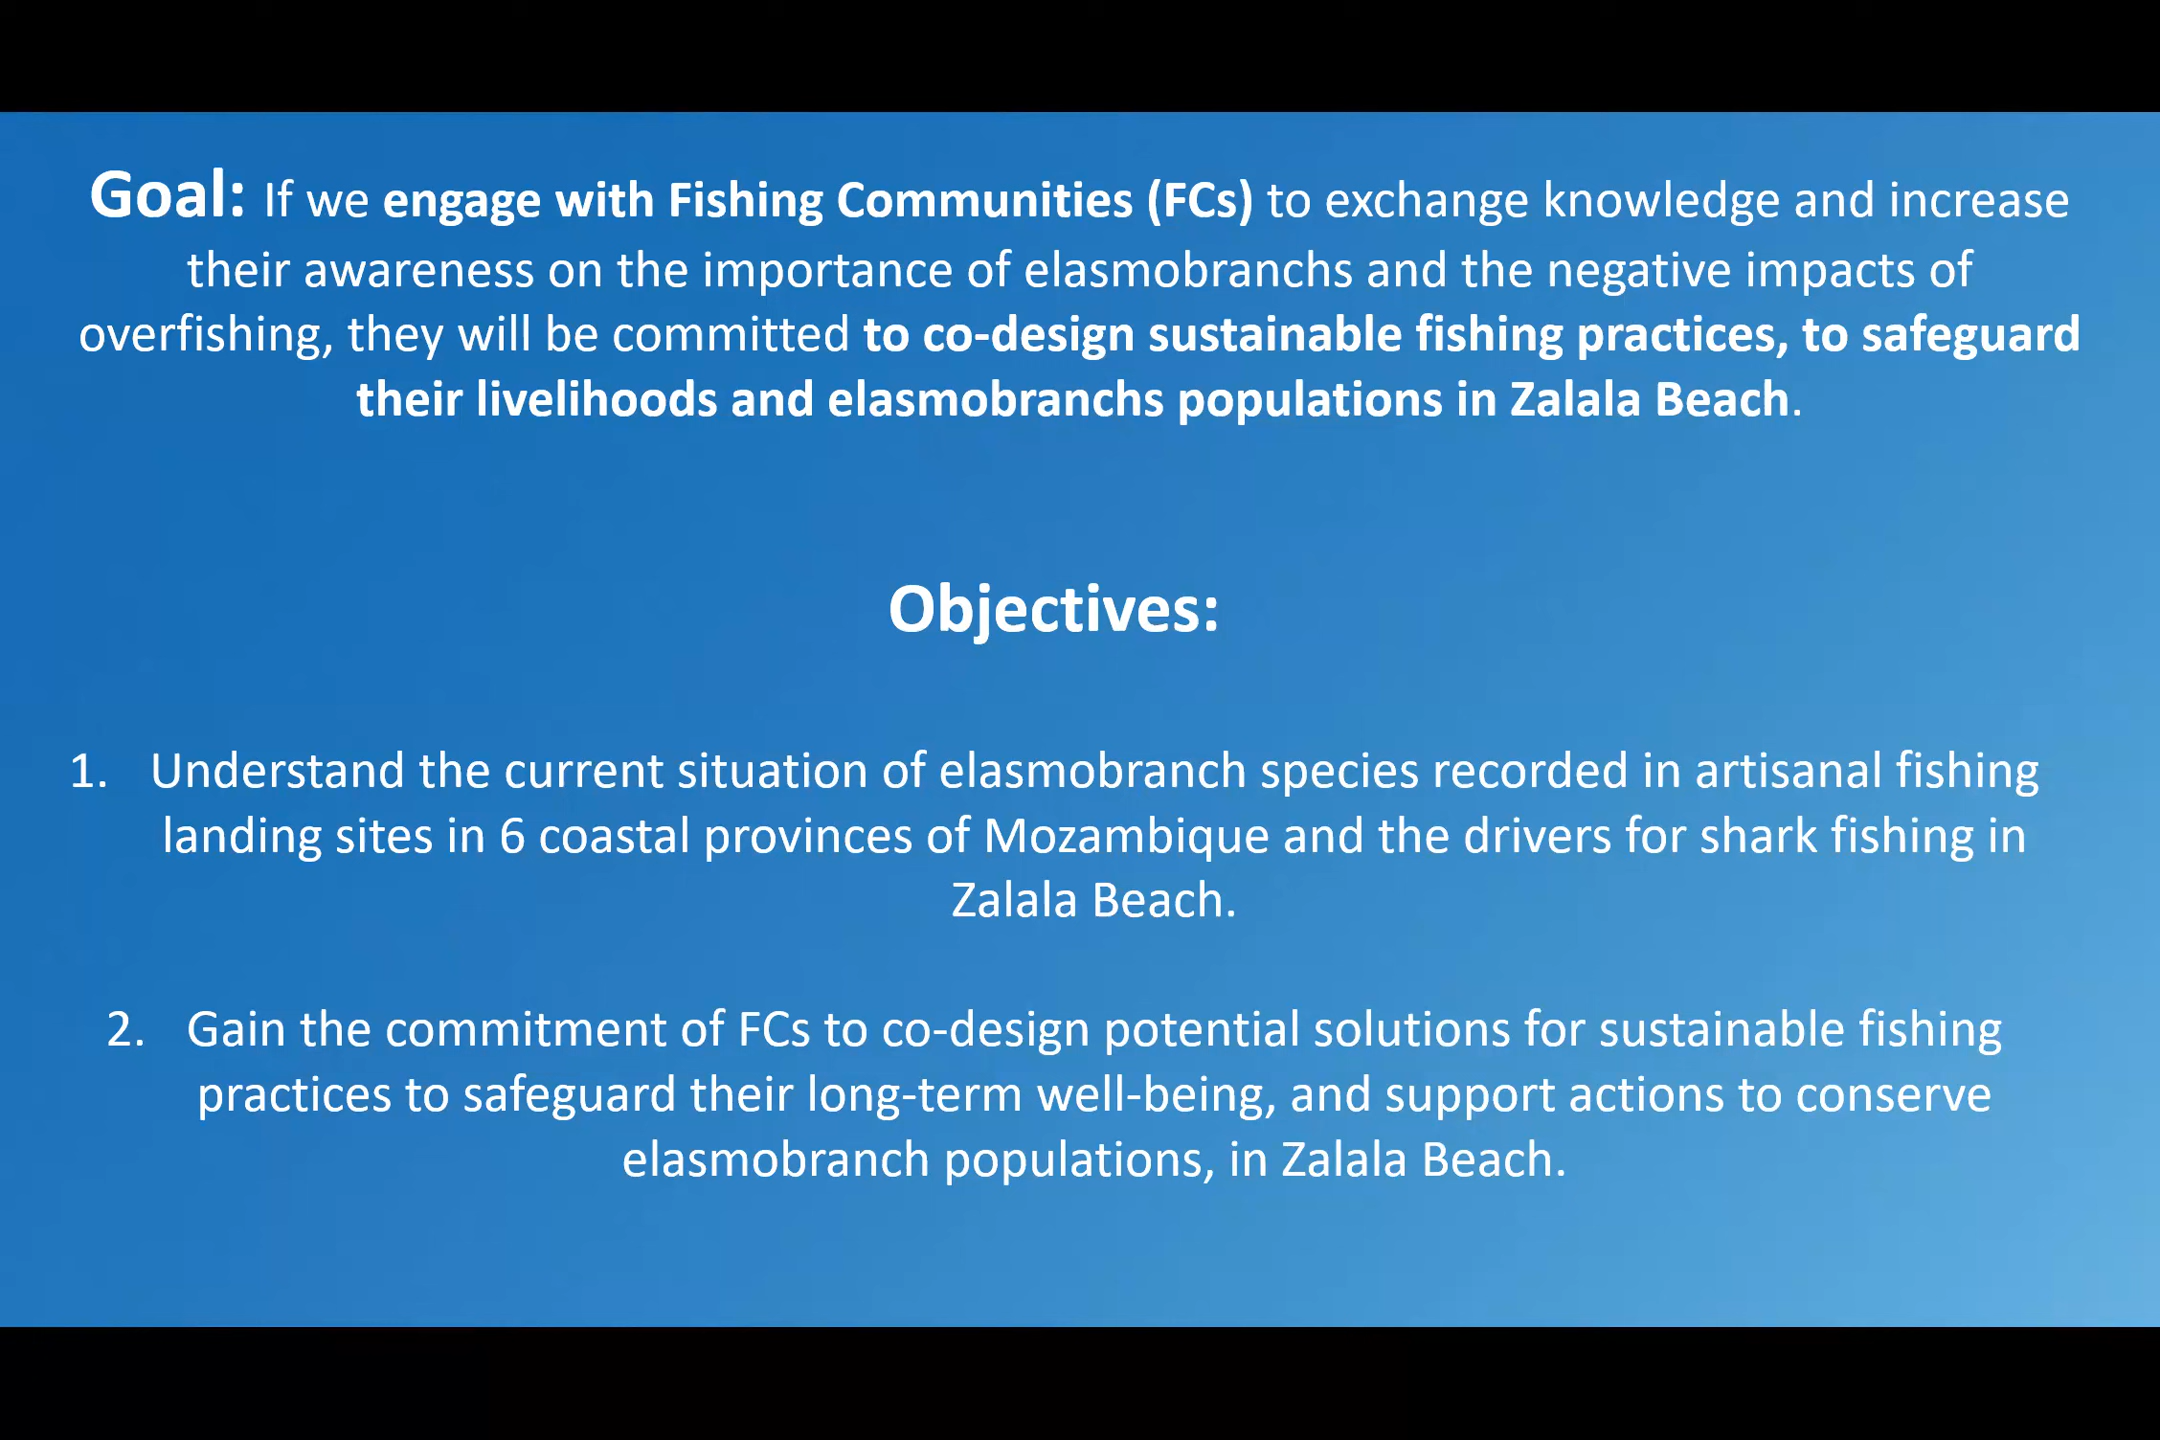 Goal: If we engage with Fishing Communities (FCs) to exchange knowledge and increase
their awareness on the importance of elasmobranchs and the negative impacts of
overfishing, they will be committed to co-design sustainable fishing practices, to safeguard
their livelihoods and elasmobranchs populations in Zalala Beach.
Objectives:
1. Understand the current situation of elasmobranch species recorded in artisanal fishing
landing sites in 6 coastal provinces of Mozambique and the drivers for shark fishing in
Zalala Beach.
2. Gain the commitment of FCs to co-design potential solutions for sustainable fishing
practices to safeguard their long-term well-being, and support actions to conserve
elasmobranch populations, in Zalala Beach.